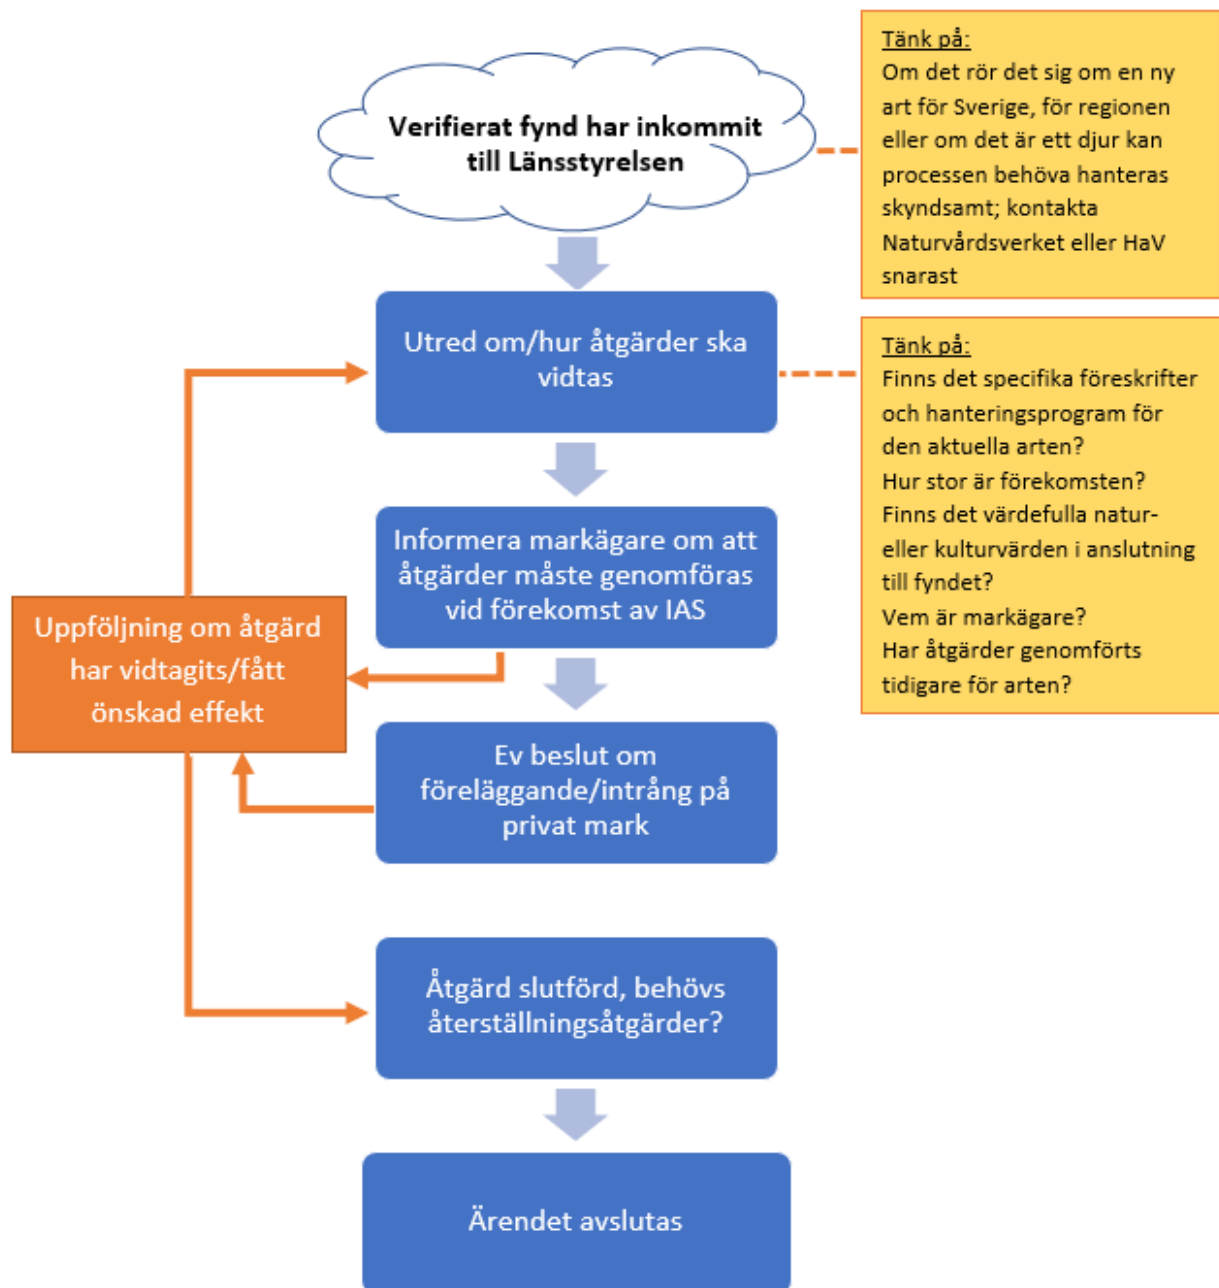 Verifierat fynd har inkommit
till Länsstyrelsen
Tänk på:
Om det rör det sig om en ny
art för Sverige, för regionen
eller om det är ett djur kan
processen behöva hanteras
skyndsamt; kontakta
Naturvårdsverket eller HaV
snarast
Utred om/hur åtgärder ska
vidtas
Tänk på:
Finns det specifika föreskrifter
och hanteringsprogram för
den aktuella arten?
Hur stor är förekomsten?
Finns det värdefulla natur-
eller kulturvärden i anslutning
till fyndet?
Vem är markägare?
Har åtgärder genomförts
tidigare för arten?
Informera markägare om att
åtgärder måste genomföras
vid förekomst av IAS
Uppföljning om åtgärd
har vidtagits/fått
önskad effekt
Ev beslut om
föreläggande/intrång på
privat mark
Åtgärd slutförd, behövs
återställningsåtgärder?
Ärendet avslutas